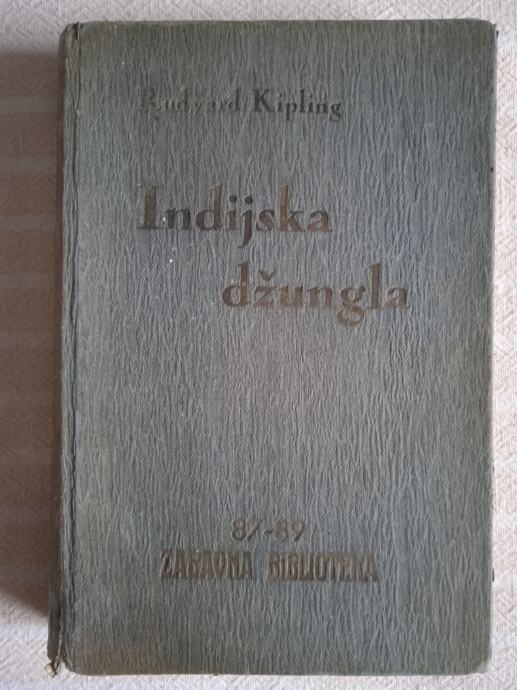 Rudyard Kipling
Indijska
džungla
87-89
ZABAVNA BIBLIOTEKA